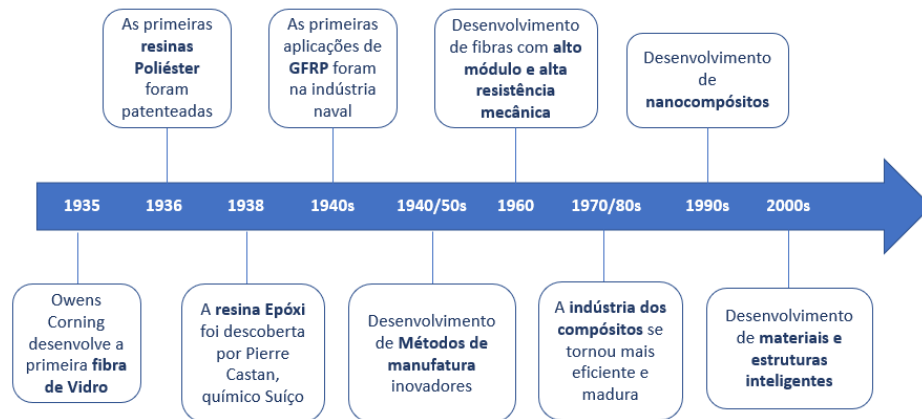 As primeiras
resinas
Poliéster
foram
patenteadas
As primeiras
aplicações de
GFRP foram
na indústria
naval
Desenvolvimento
de fibras com alto
módulo e alta
resistência
mecânica
Desenvolvimento
de
nanocompósitos
1935
1936
1938
1940s
1940/50s
1960
1970/80s
1990s
2000s
Owens
Corning
desenvolve a
primeira fibra
de Vidro
A resina Epóxi
foi descoberta
por Pierre
Castan,
químico Suíço
Desenvolvimento
de Métodos de
manufatura
inovadores
A indústria dos
compósitos se
tornou mais
eficiente e
madura
Desenvolvimento
de materiais e
estruturas
inteligentes